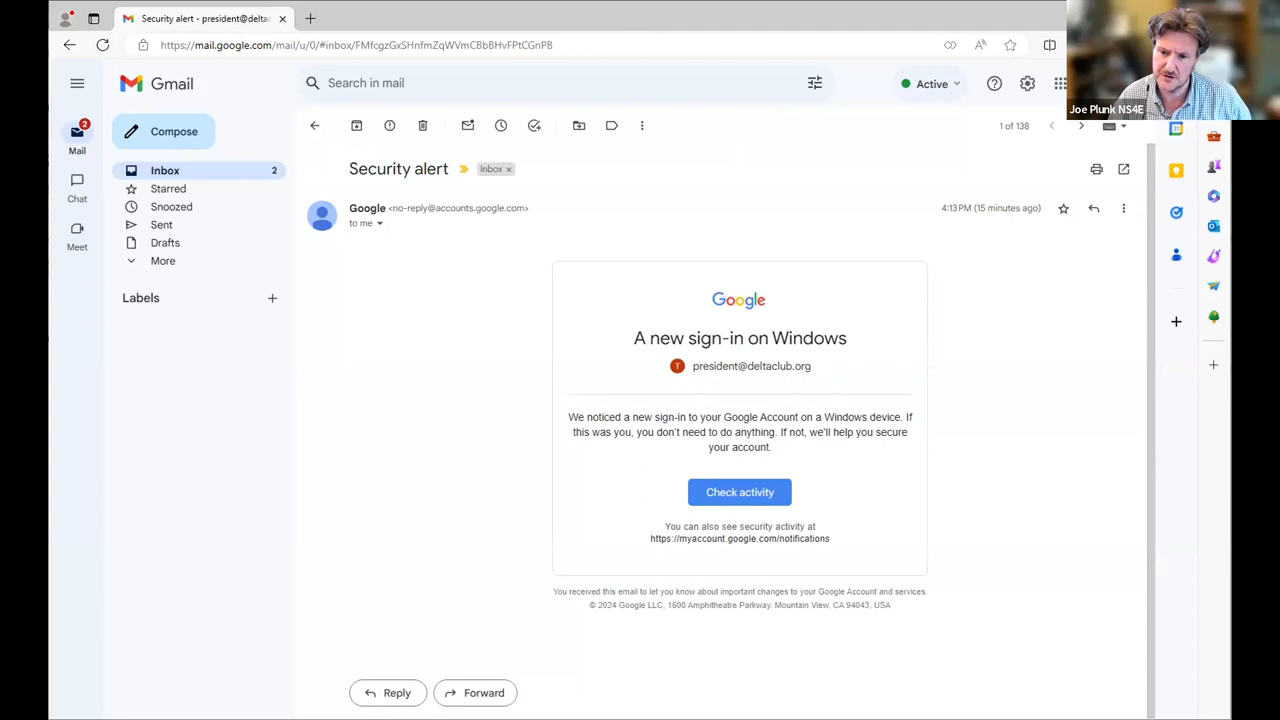 Security alert - president@deltac
https://mail.google.com/mail/u/0/#inbox/FMfcgzGxSHnfmZqWVmCBbBHvFPtCGnPB
Joe Plunk NS4E
Gmail
Search in mail
Active
2
Mail
Chat
Meet
Compose
Inbox 2
Starred
Snoozed
Sent
Drafts
More
Labels
1 of 138
Security alert
Inbox
Google <no-reply@accounts.google.com>
4:13 PM (15 minutes ago)
to me
Google
A new sign-in on Windows
T president@deltaclub.org
We noticed a new sign-in to your Google Account on a Windows device. If
this was you, you don't need to do anything. If not, we'll help you secure
your account.
Check activity
You can also see security activity at
https://myaccount.google.com/notifications
You received this email to let you know about important changes to your Google Account and services.
© 2024 Google LLC, 1600 Amphitheatre Parkway, Mountain View, CA 94043, USA
Reply
Forward